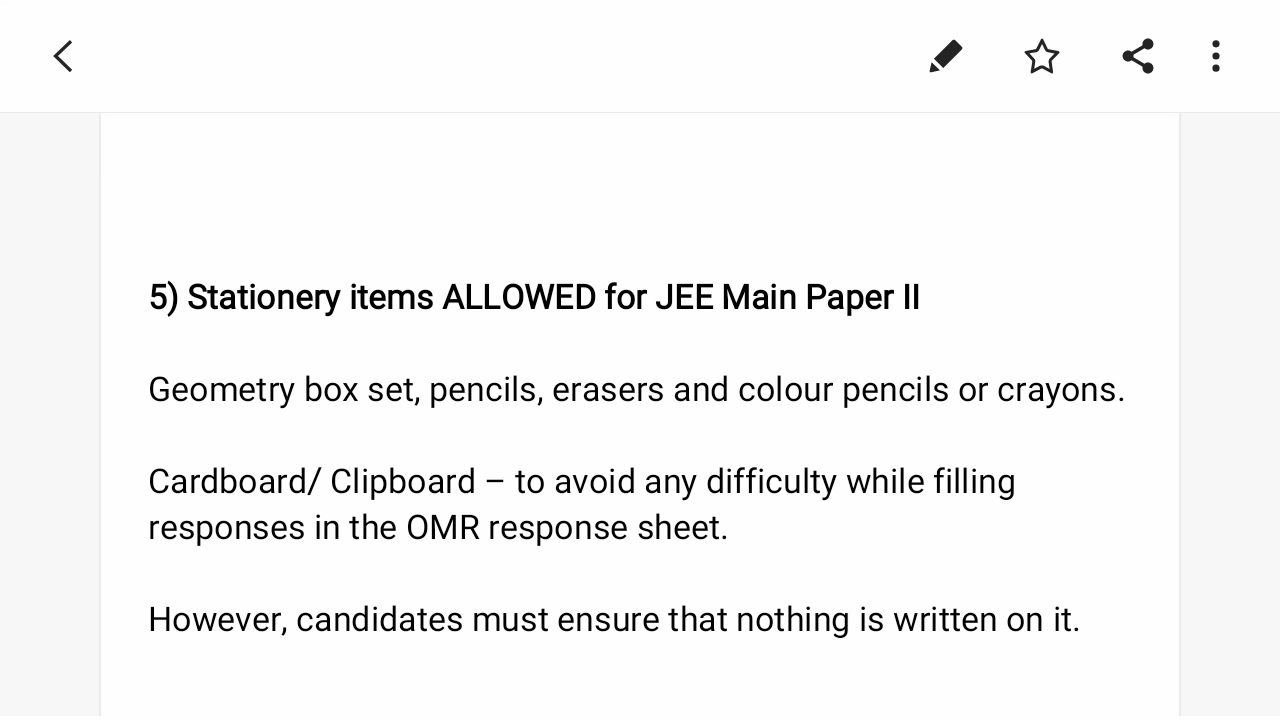 5) Stationery items ALLOWED for JEE Main Paper II
Geometry box set, pencils, erasers and colour pencils or crayons.
Cardboard/ Clipboard – to avoid any difficulty while filling
responses in the OMR response sheet.
However, candidates must ensure that nothing is written on it.